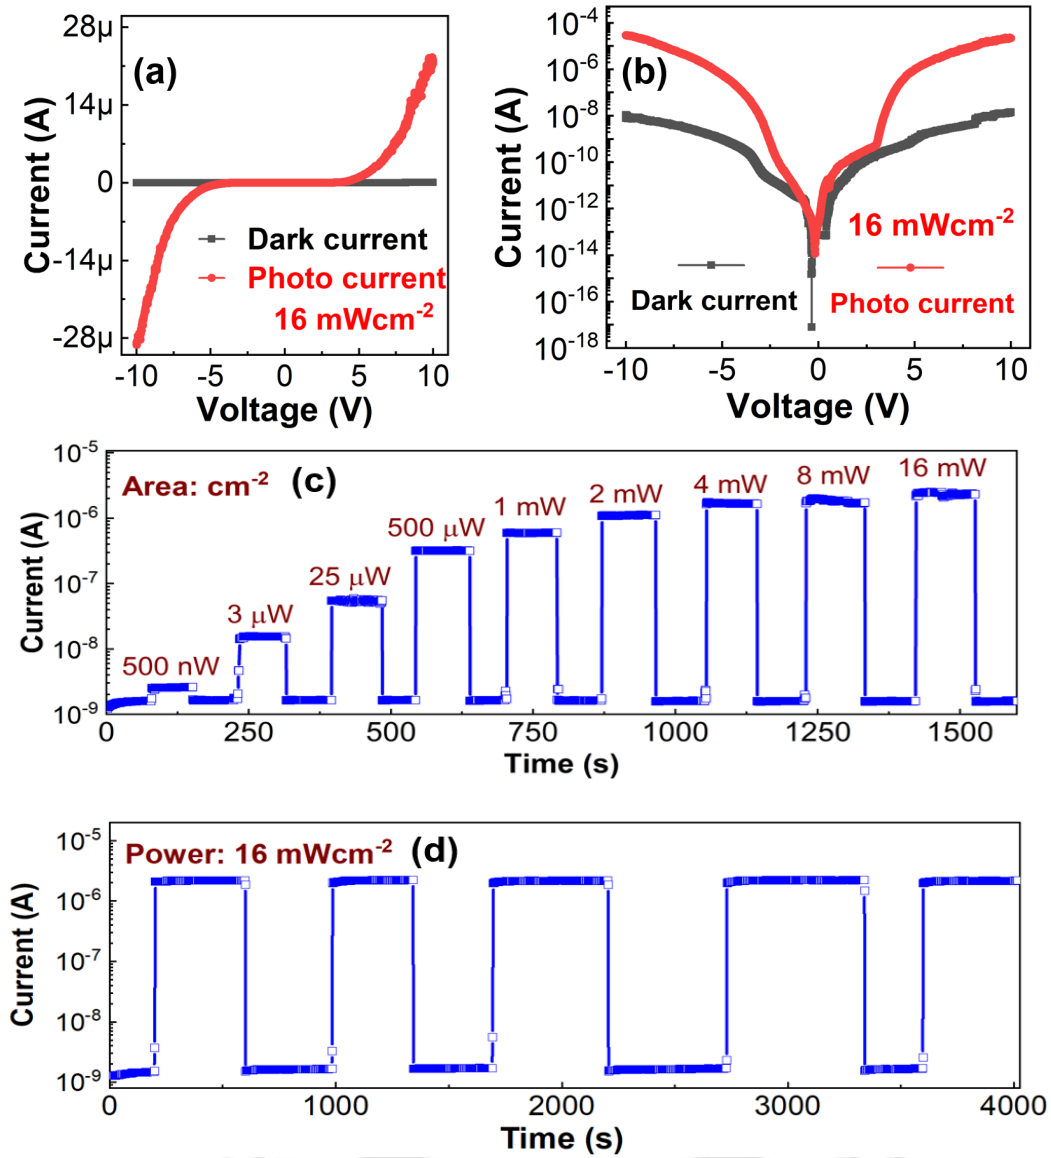 (a)
28μ
14μ
0
-14μ
-28μ
Current (A)
Dark current
Photo current
16 mWcm-2
-10 -5 0 5 10
Voltage (V)
(b)
10-4
10-6
10-8
10-10
10-12
10-14
10-16
10-18
Current (A)
16 mWcm-2
Dark current
Photo current
-10 -5 0 5 10
Voltage (V)
Area: cm-2 (c)
10-5
10-6
10-7
10-8
10-9
Current (A)
500 nW
3 μW
25 μW
500 μW
1 mW
2 mW
4 mW
8 mW
16 mW
0 250 500 750 1000 1250 1500
Time (s)
Power: 16 mWcm-2 (d)
10-5
10-6
10-7
10-8
10-9
Current (A)
0 1000 2000 3000 4000
Time (s)